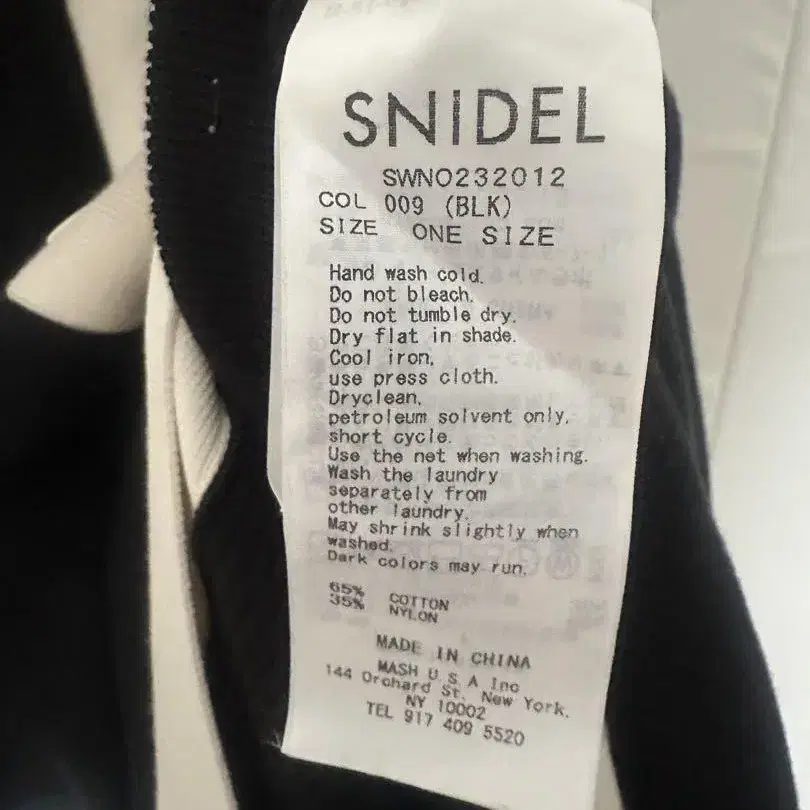 SNIDEL
SWNO232012
COL 009 (BLK)
SIZE ONE SIZE
Hand wash cold.
Do not bleach.
Do not tumble dry.
Dry flat in shade.
Cool iron,
use press cloth.
Dryclean,
petroleum solvent only,
short cycle.
Use the net when washing.
Wash the laundry
separately from
other laundry.
May shrink slightly when
washed.
Dark colors may run.
65% COTTON
35% NYLON
MADE IN CHINA
MASH U S A Inc
144 Orchard St. New York,
NY 10002
TEL 917 409 5520